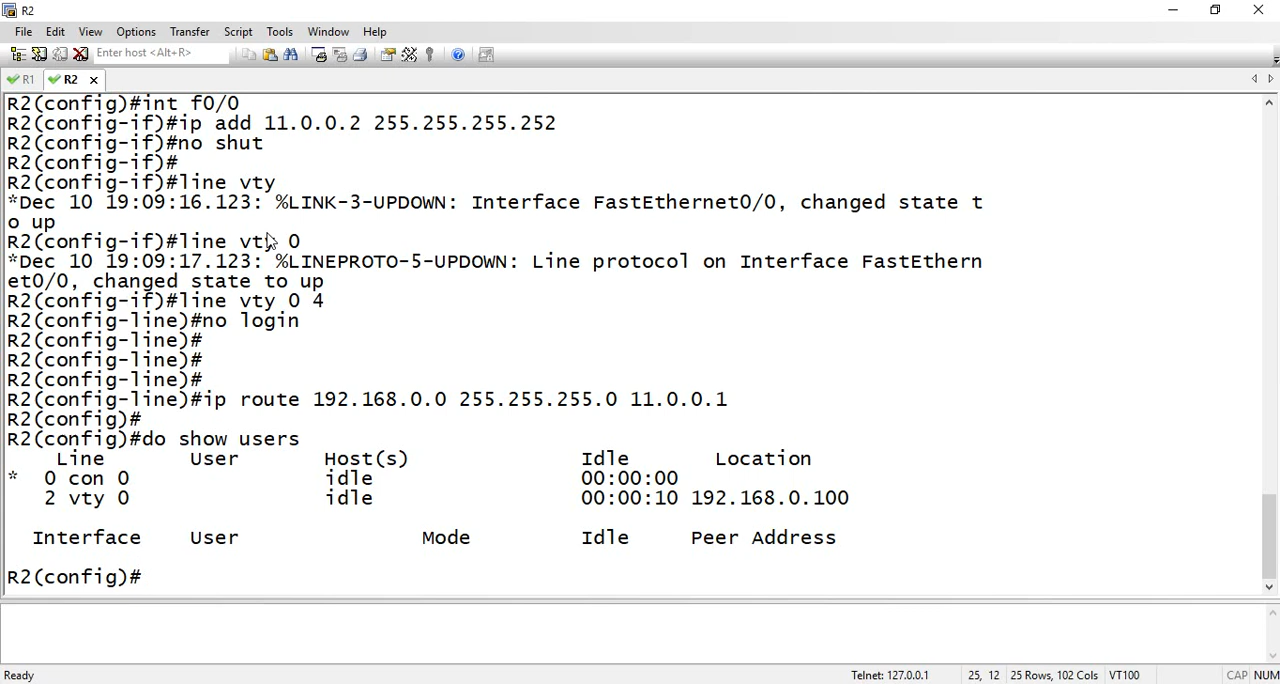 R2
File Edit View Options Transfer Script Tools Window Help
Enter host <Alt+R>
R1 R2
R2(config)#int f0/0
R2(config-if)#ip add 11.0.0.2 255.255.255.252
R2(config-if)#no shut
R2(config-if)#
R2(config-if)#line vty
*Dec 10 19:09:16.123: %LINK-3-UPDOWN: Interface FastEthernet0/0, changed state t
o up
R2(config-if)#line vty 0
*Dec 10 19:09:17.123: %LINEPROTO-5-UPDOWN: Line protocol on Interface FastEthern
et0/0, changed state to up
R2(config-if)#line vty 0 4
R2(config-line)#no login
R2(config-line)#
R2(config-line)#
R2(config-line)#
R2(config-line)#ip route 192.168.0.0 255.255.255.0 11.0.0.1
R2(config)#
R2(config)#do show users
Line User Host(s) Idle Location
* 0 con 0 idle 00:00:00
2 vty 0 idle 00:00:10 192.168.0.100
Interface User Mode Idle Peer Address
R2(config)#
Ready Telnet: 127.0.0.1 25, 12 25 Rows, 102 Cols VT100 CAP NUM